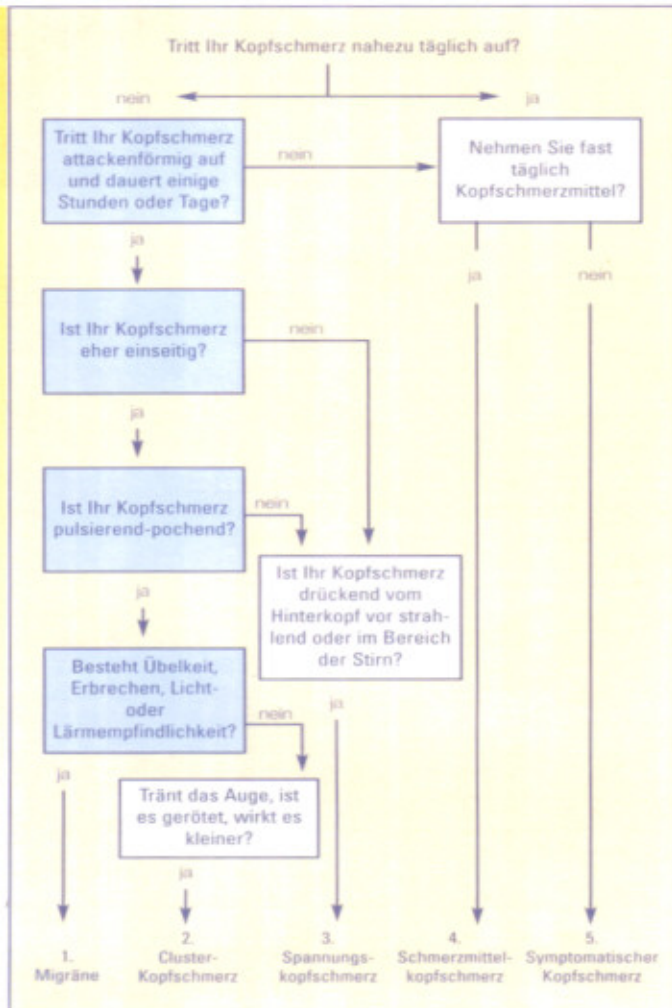 Tritt Ihr Kopfschmerz nahezu täglich auf?
nein
ja
Tritt Ihr Kopfschmerz
attackenförmig auf
und dauert einige
Stunden oder Tage?
nein
Nehmen Sie fast
täglich
Kopfschmerzmittel?
ja
ja
nein
Ist Ihr Kopfschmerz
eher einseitig?
nein
ja
Ist Ihr Kopfschmerz
pulsierend-pochend?
nein
ja
Ist Ihr Kopfschmerz
drückend vom
Hinterkopf vor strah-
lend oder im Bereich
der Stirn?
Besteht Übelkeit,
Erbrechen, Licht-
oder
Lärmempfindlichkeit?
nein
ja
ja
Tränt das Auge, ist
es gerötet, wirkt es
kleiner?
ja
1.
Migräne
2.
Cluster-
Kopfschmerz
3.
Spannungs-
kopfschmerz
4.
Schmerzmittel-
kopfschmerz
5.
Symptomatischer
Kopfschmerz